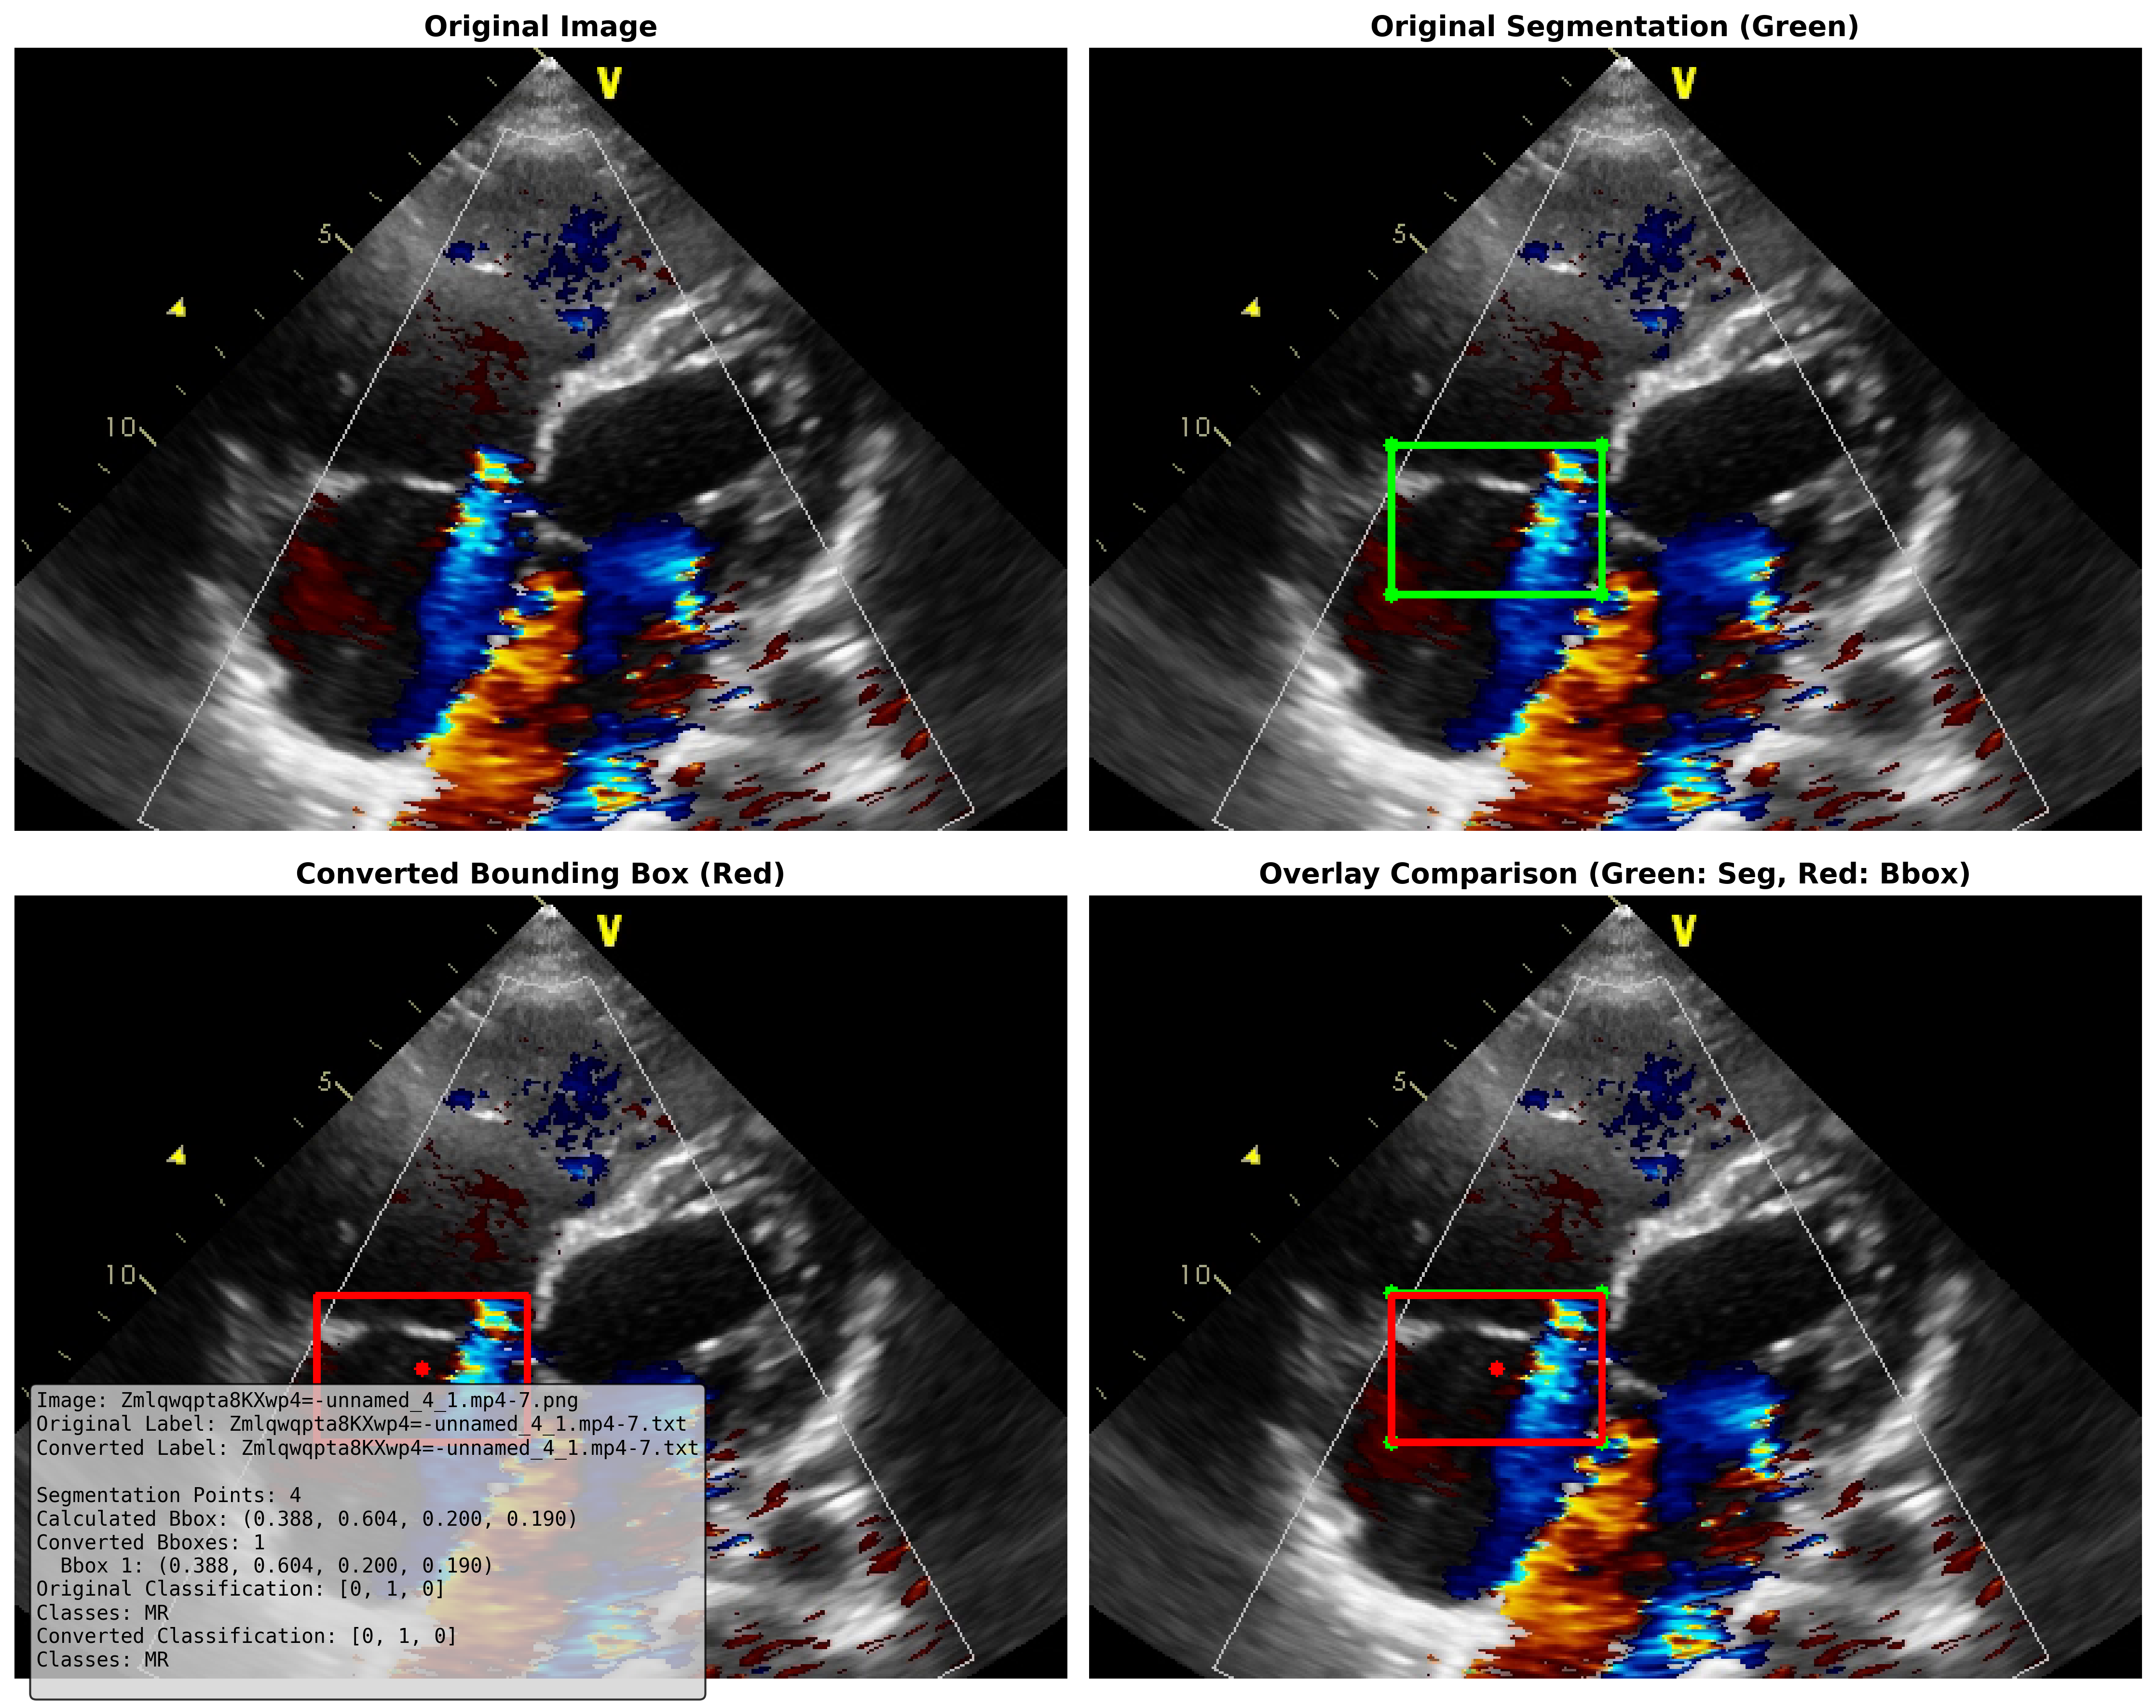 Original Image
Original Segmentation (Green)
V
5
10
V
5
10
Converted Bounding Box (Red)
Overlay Comparison (Green: Seg, Red: Bbox)
V
5
10
V
5
10
Image: Zmlqwqpta8KXwp4=-unnamed_4_1.mp4-7.png
Original Label: Zmlqwqpta8KXwp4=-unnamed_4_1.mp4-7.txt
Converted Label: Zmlqwqpta8KXwp4=-unnamed_4_1.mp4-7.txt
Segmentation Points: 4
Calculated Bbox: (0.388, 0.604, 0.200, 0.190)
Converted Bboxes: 1
Bbox 1: (0.388, 0.604, 0.200, 0.190)
Original Classification: [0, 1, 0]
Classes: MR
Converted Classification: [0, 1, 0]
Classes: MR